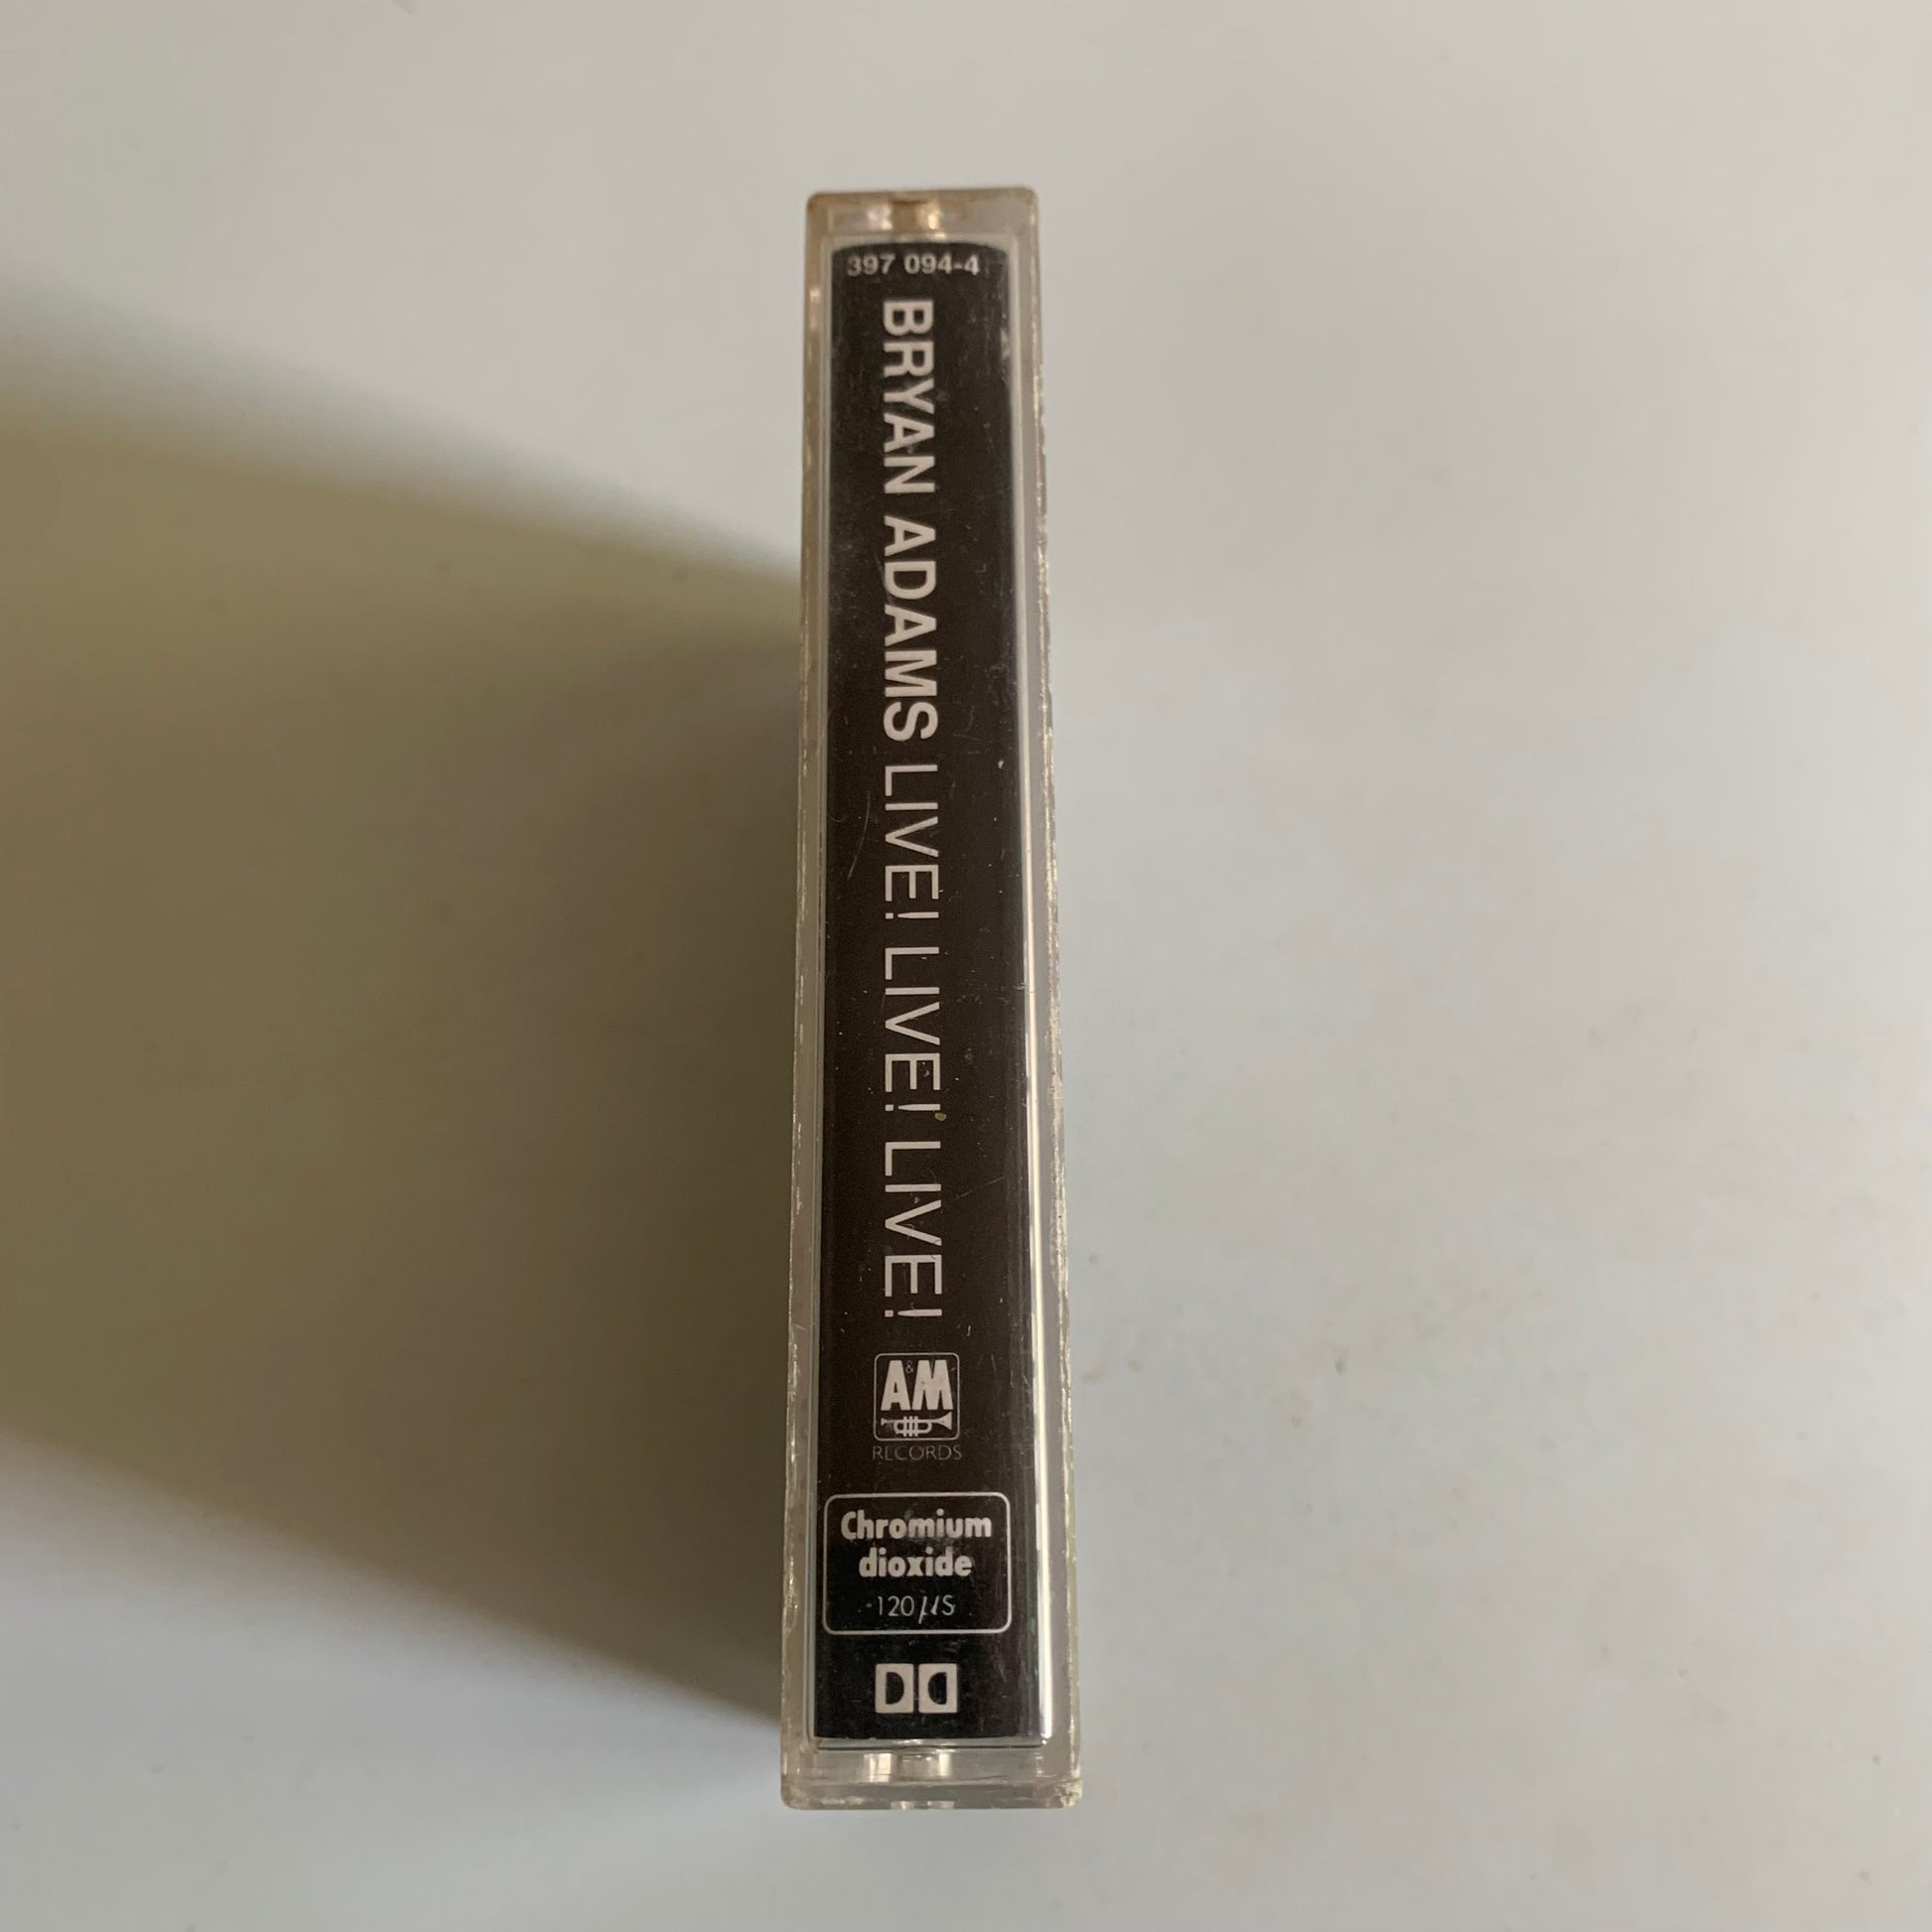 397 094-4
BRYAN ADAMS LIVE! LIVE! LIVE!
A&M
RECORDS
Chromium
dioxide
·120µS